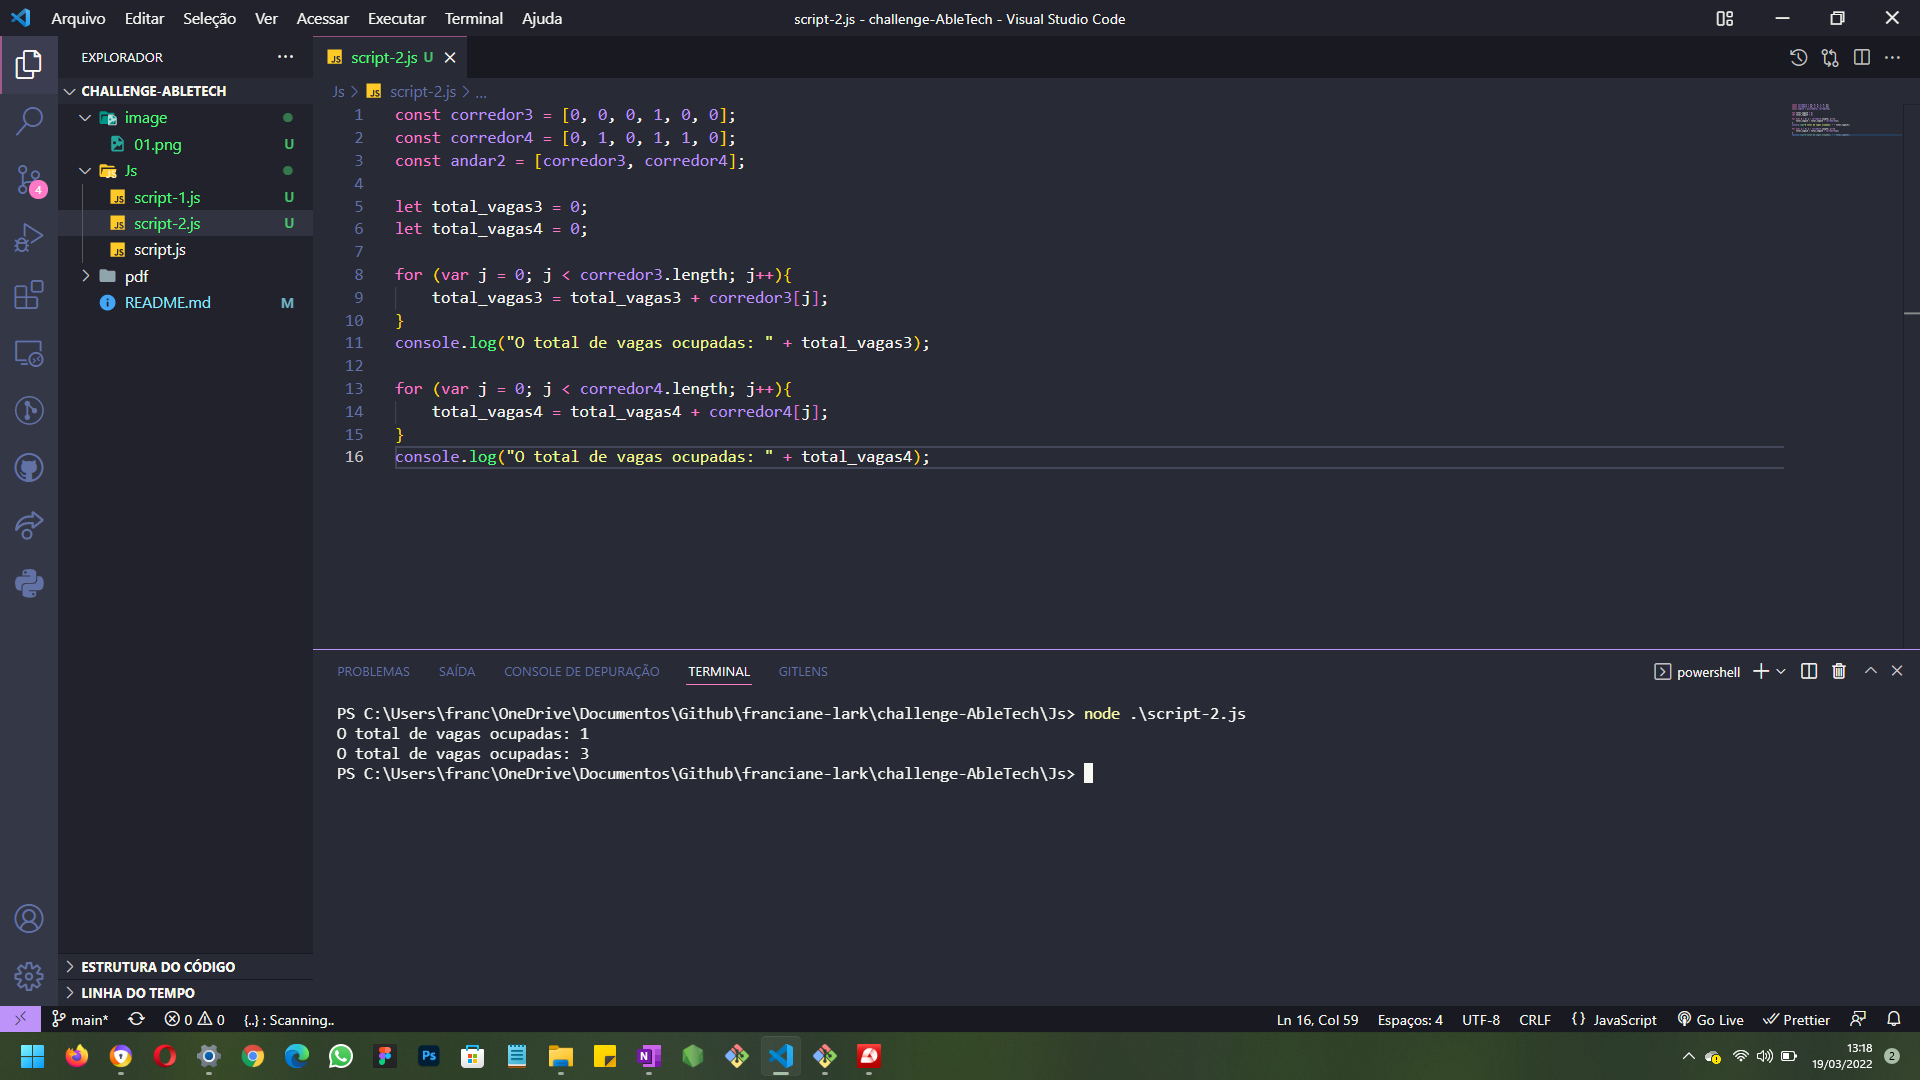 Arquivo Editar Seleção Ver Acessar Executar Terminal Ajuda
script-2.js - challenge-AbleTech - Visual Studio Code
EXPLORADOR
script-2.js U
CHALLENGE-ABLETECH
image
01.png U
Js
script-1.js U
script-2.js U
script.js
pdf
README.md M
4
Js > script-2.js > ...
1 const corredor3 = [0, 0, 0, 1, 0, 0];
2 const corredor4 = [0, 1, 0, 1, 1, 0];
3 const andar2 = [corredor3, corredor4];
4
5 let total_vagas3 = 0;
6 let total_vagas4 = 0;
7
8 for (var j = 0; j < corredor3.length; j++){
9 total_vagas3 = total_vagas3 + corredor3[j];
10 }
11 console.log("O total de vagas ocupadas: " + total_vagas3);
12
13 for (var j = 0; j < corredor4.length; j++){
14 total_vagas4 = total_vagas4 + corredor4[j];
15 }
16 console.log("O total de vagas ocupadas: " + total_vagas4);
PROBLEMAS SAÍDA CONSOLE DE DEPURAÇÃO TERMINAL GITLENS
powershell
PS C:\Users\franc\OneDrive\Documentos\Github\franciane-lark\challenge-AbleTech\Js> node .\script-2.js
O total de vagas ocupadas: 1
O total de vagas ocupadas: 3
PS C:\Users\franc\OneDrive\Documentos\Github\franciane-lark\challenge-AbleTech\Js>
ESTRUTURA DO CÓDIGO
LINHA DO TEMPO
main* 0 0 {..} : Scanning..
Ln 16, Col 59 Espaços: 4 UTF-8 CRLF {} JavaScript Go Live Prettier
Ps
N
13:18
19/03/2022
2